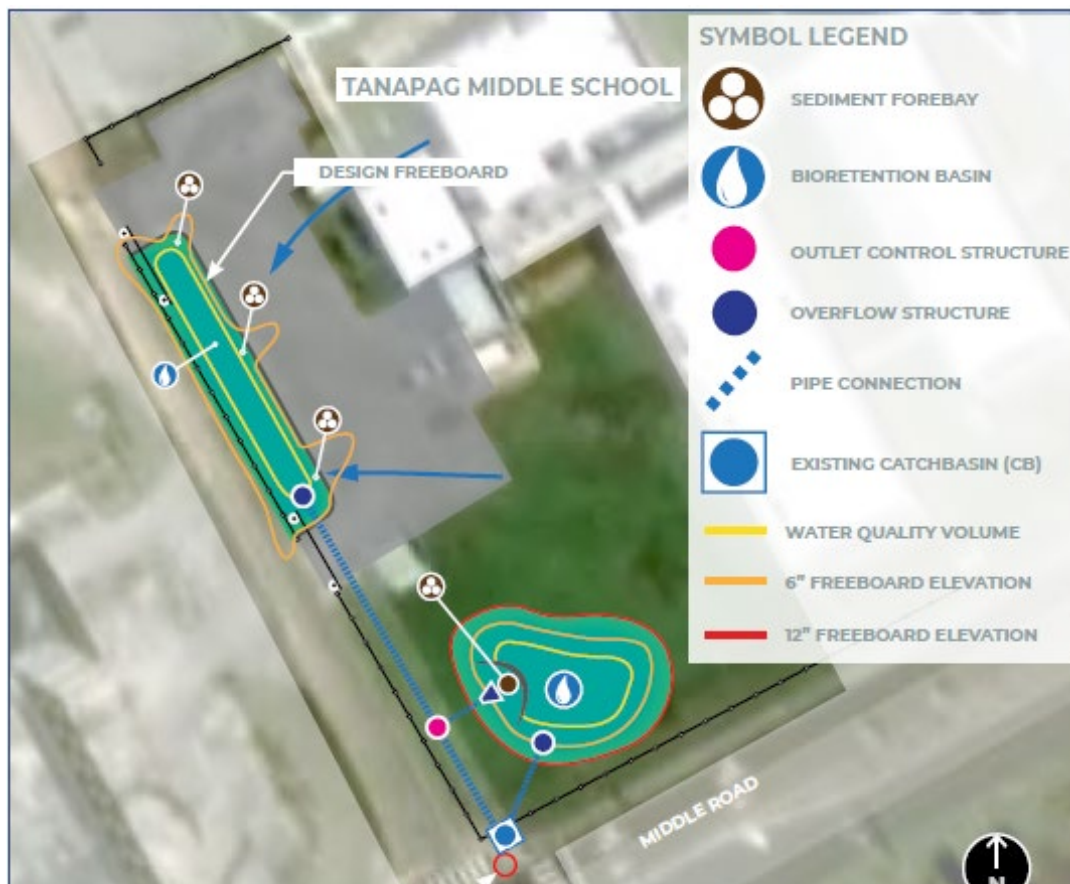 SYMBOL LEGEND
TANAPAG MIDDLE SCHOOL
SEDIMENT FOREBAY
DESIGN FREEBOARD
BIORETENTION BASIN
OUTLET CONTROL STRUCTURE
OVERFLOW STRUCTURE
PIPE CONNECTION
EXISTING CATCHBASIN (CB)
WATER QUALITY VOLUME
6" FREEBOARD ELEVATION
12" FREEBOARD ELEVATION
MIDDLE ROAD
N